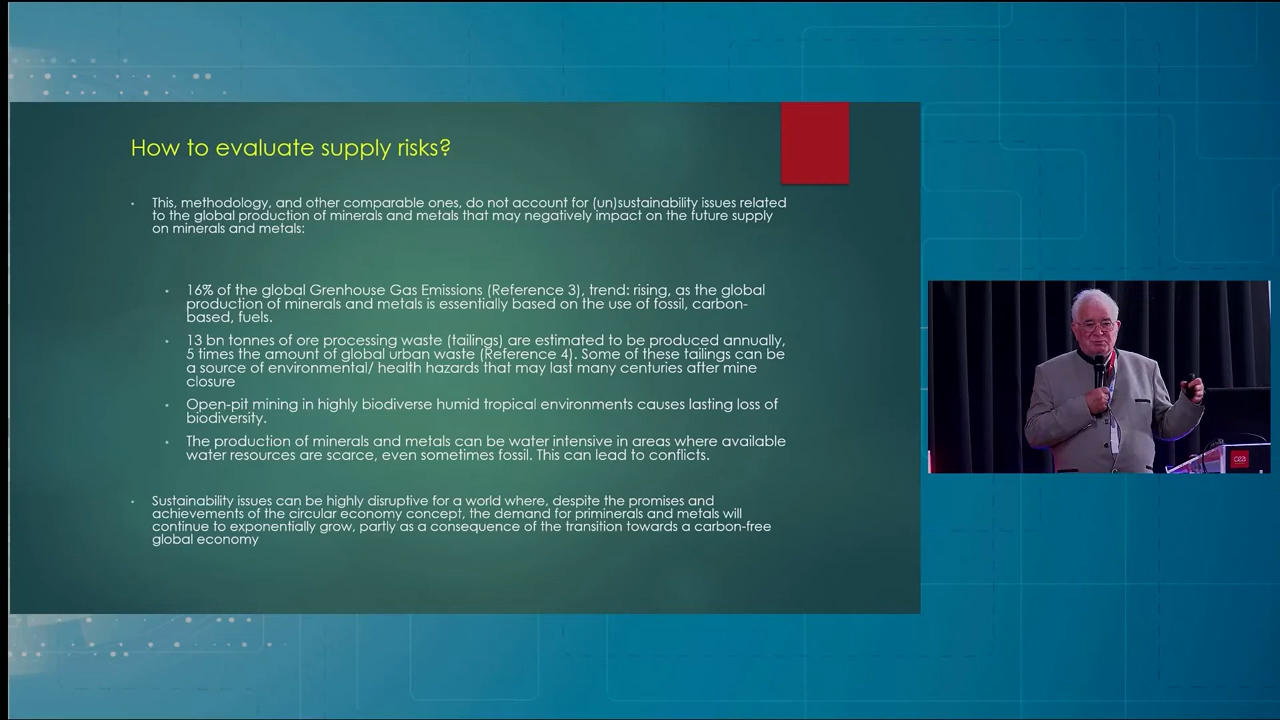 How to evaluate supply risks?
This, methodology, and other comparable ones, do not account for (un)sustainability issues related
to the global production of minerals and metals that may negatively impact on the future supply
on minerals and metals:
16% of the global Grenhouse Gas Emissions (Reference 3), trend: rising, as the global
production of minerals and metals is essentially based on the use of fossil, carbon-
based, fuels.
13 bn tonnes of ore processing waste (tailings) are estimated to be produced annually,
5 times the amount of global urban waste (Reference 4). Some of these tailings can be
a source of environmental/ health hazards that may last many centuries after mine
closure
Open-pit mining in highly biodiverse humid tropical environments causes lasting loss of
biodiversity.
The production of minerals and metals can be water intensive in areas where available
water resources are scarce, even sometimes fossil. This can lead to conflicts.
Sustainability issues can be highly disruptive for a world where, despite the promises and
achievements of the circular economy concept, the demand for priminerals and metals will
continue to exponentially grow, partly as a consequence of the transition towards a carbon-free
global economy
cea